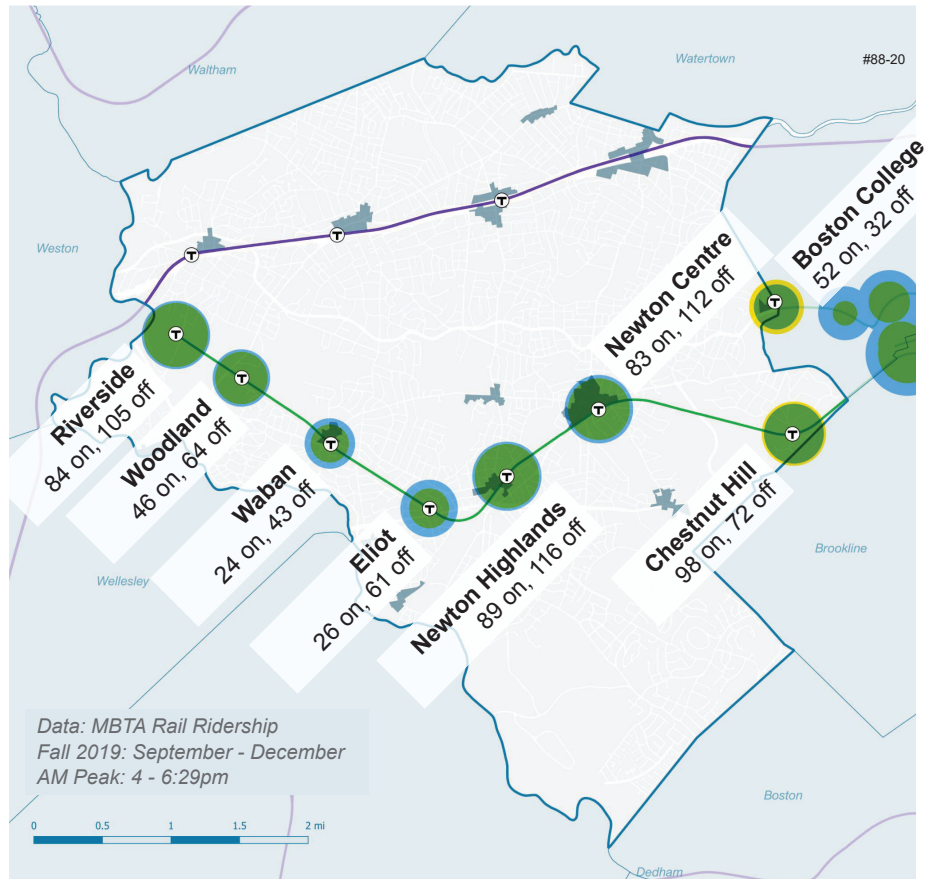 #88-20
Waltham
Watertown
Weston
Boston College
52 on, 32 off
Newton Centre
83 on, 112 off
Riverside
84 on, 105 off
Woodland
46 on, 64 off
Waban
24 on, 43 off
Eliot
26 on, 61 off
Newton Highlands
89 on, 116 off
Chestnut Hill
98 on, 72 off
Brookline
Wellesley
T
T
T
T
T
T
T
T
T
T
T
Data: MBTA Rail Ridership
Fall 2019: September - December
AM Peak: 4 - 6:29pm
0 0.5 1 1.5 2 mi
Boston
Dedham